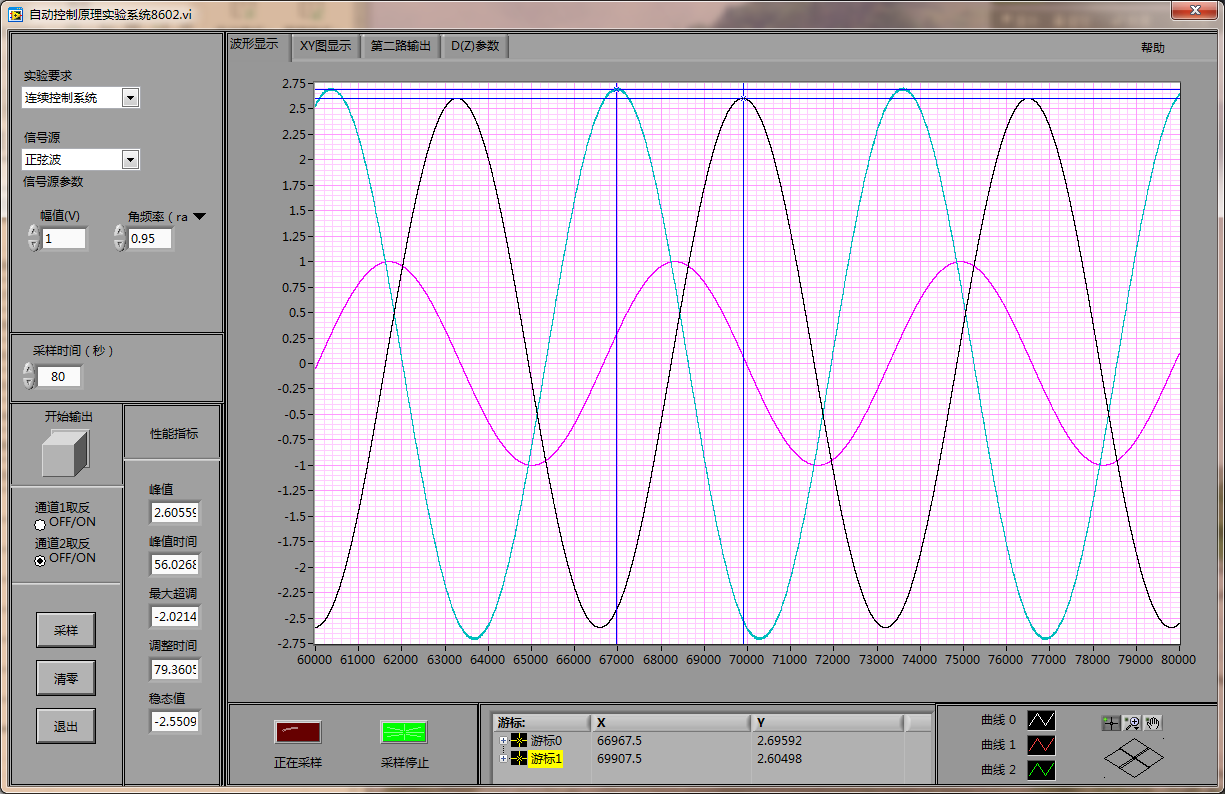 自动控制原理实验系统8602.vi
波形显示 XY图显示 第二路输出 D(Z)参数 帮助
实验要求
连续控制系统
信号源
正弦波
信号源参数
幅值(V) 角频率（ra
1 0.95
采样时间（秒）
80
开始输出
性能指标
通道1取反
OFF/ON
通道2取反
OFF/ON
采样
清零
退出
峰值
2.60559
峰值时间
56.0268
最大超调
-2.0214
调整时间
79.3605
稳态值
-2.5509
2.75
2.5
2.25
2
1.75
1.5
1.25
1
0.75
0.5
0.25
0
-0.25
-0.5
-0.75
-1
-1.25
-1.5
-1.75
-2
-2.25
-2.5
-2.75
60000 61000 62000 63000 64000 65000 66000 67000 68000 69000 70000 71000 72000 73000 74000 75000 76000 77000 78000 79000 80000
正在采样 采样停止
游标: X Y
游标0 66967.5 2.69592
游标1 69907.5 2.60498
曲线 0
曲线 1
曲线 2